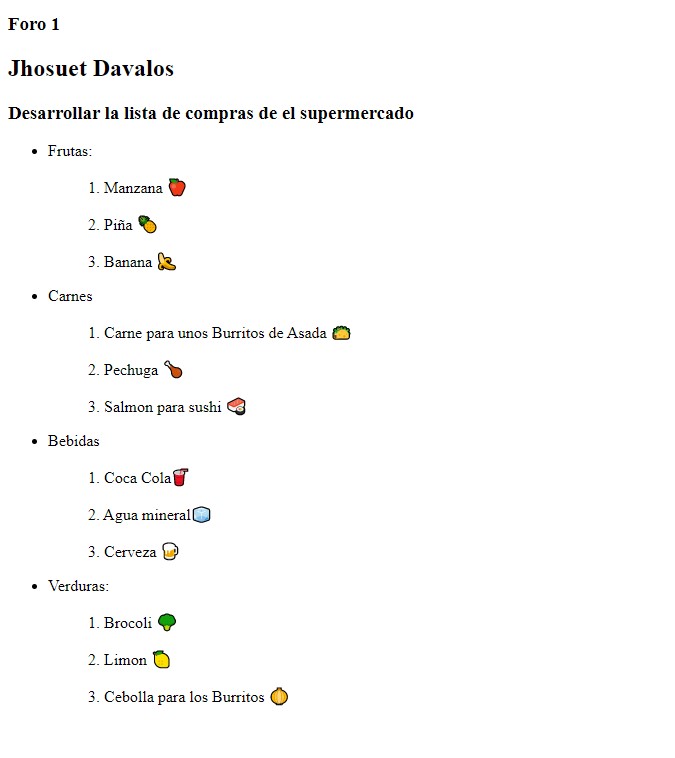 Foro 1
Jhosuet Davalos
Desarrollar la lista de compras de el supermercado
• Frutas:
1. Manzana 🍎
2. Piña 🍍
3. Banana 🍌
• Carnes
1. Carne para unos Burritos de Asada 🌮
2. Pechuga 🍗
3. Salmon para sushi 🍣
• Bebidas
1. Coca Cola🥤
2. Agua mineral🧊
3. Cerveza 🍺
• Verduras:
1. Brocoli 🥦
2. Limon 🍋
3. Cebolla para los Burritos 🧅